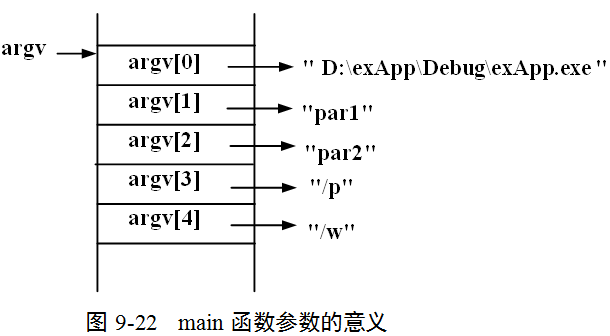 argv
argv[0] " D:\exApp\Debug\exApp.exe "
argv[1] "par1"
argv[2] "par2"
argv[3] "/p"
argv[4] "/w"
图 9-22 main 函数参数的意义